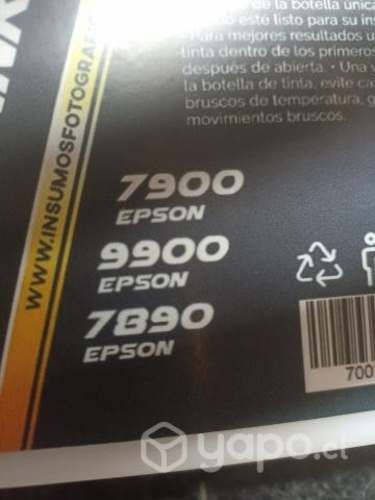 de la botella única
este listo para su ins
Para mejores resultados u
tinta dentro de los primeros
después de abierta. • Una v
la botella de tinta, evite ca
bruscos de temperatura, g
movimientos bruscos.
WWW.INSUMOSFOTOGRAF
7900
EPSON
9900
EPSON
7890
EPSON
700
yapo.cl